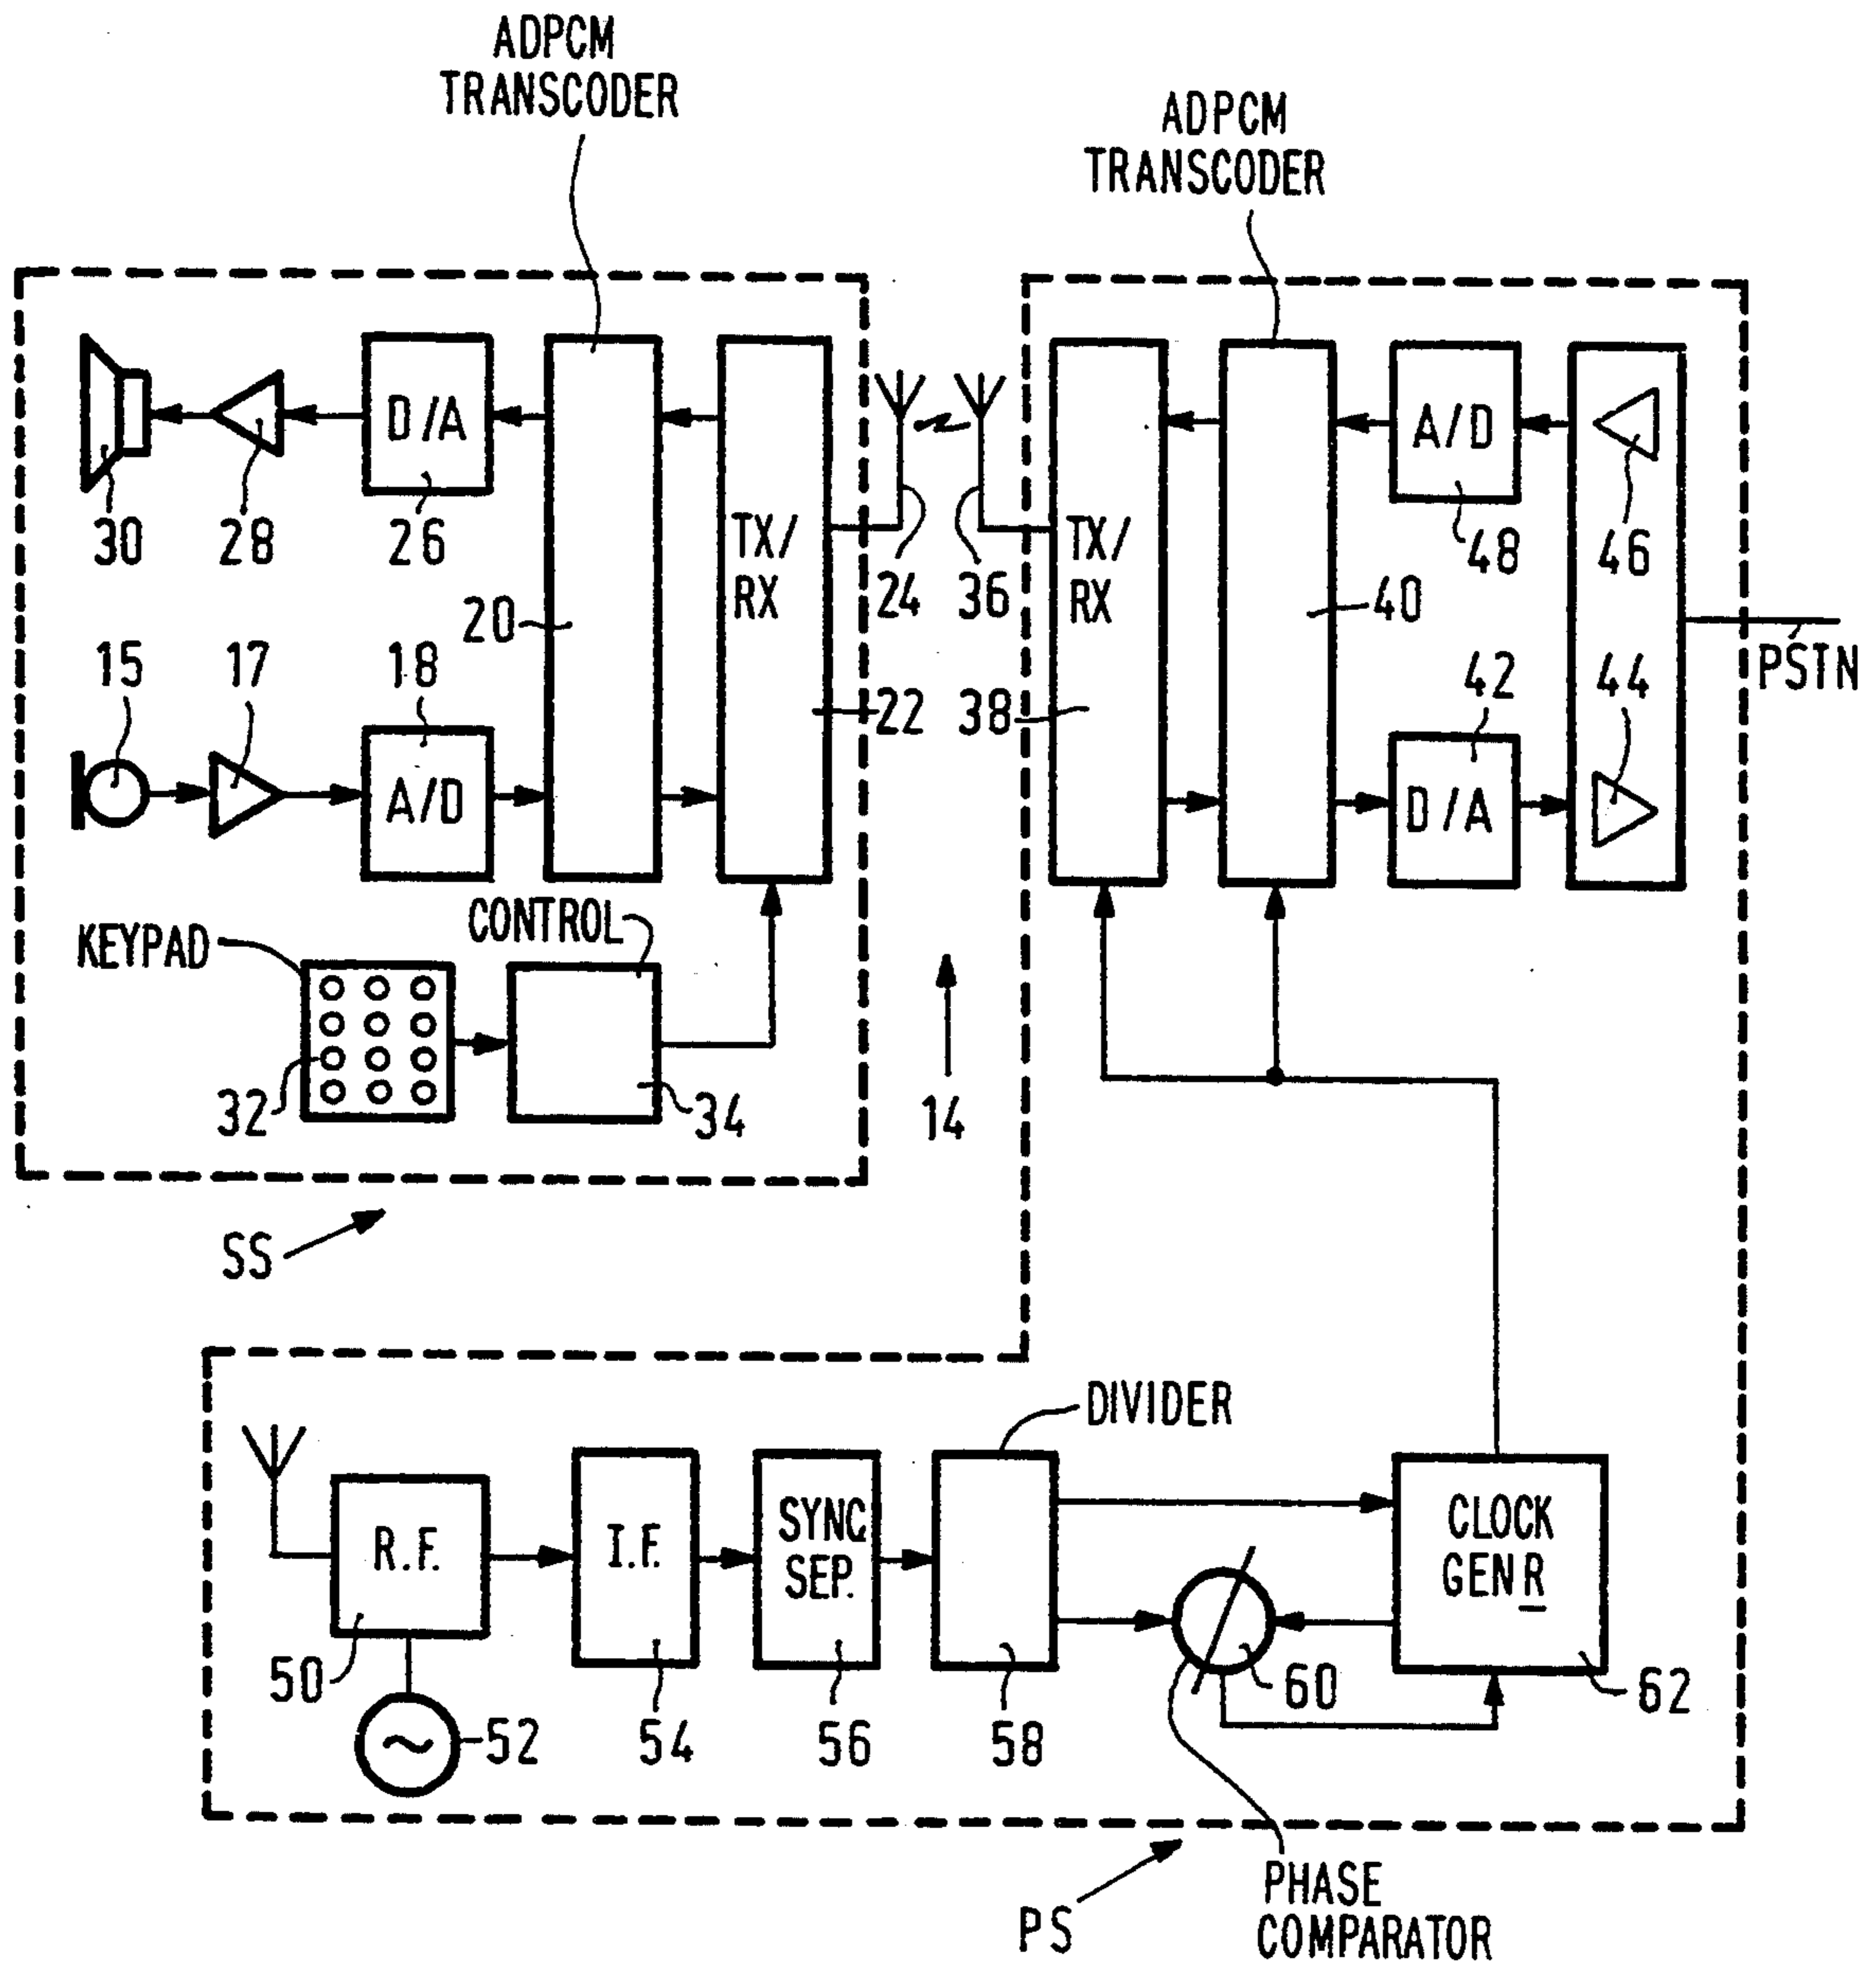 ADPCM
TRANSCODER
ADPCM
TRANSCODER
D/A
A/D
30
28
26
TX/
RX
24
36
TX/
RX
48
46
20
40
15
17
18
22
38
42
44
PSTN
A/D
D/A
KEYPAD
CONTROL
32
34
14
SS
DIVIDER
R.F.
I.F.
SYNC
SEP.
CLOCK
GENR
50
52
54
56
58
60
62
PS
PHASE
COMPARATOR